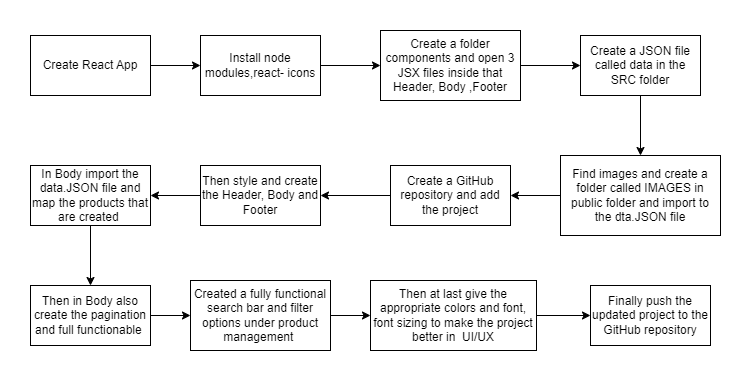 Create React App
Install node
modules,react- icons
Create a folder
components and open 3
JSX files inside that
Header, Body ,Footer
Create a JSON file
called data in the
SRC folder
Find images and create a
folder called IMAGES in
public folder and import to
the dta.JSON file
Create a GitHub
repository and add
the project
Then style and create
the Header, Body and
Footer
In Body import the
data.JSON file and
map the products that
are created
Then in Body also
create the pagination
and full functionable
Created a fully functional
search bar and filter
options under product
management
Then at last give the
appropriate colors and font,
font sizing to make the project
better in UI/UX
Finally push the
updated project to the
GitHub repository